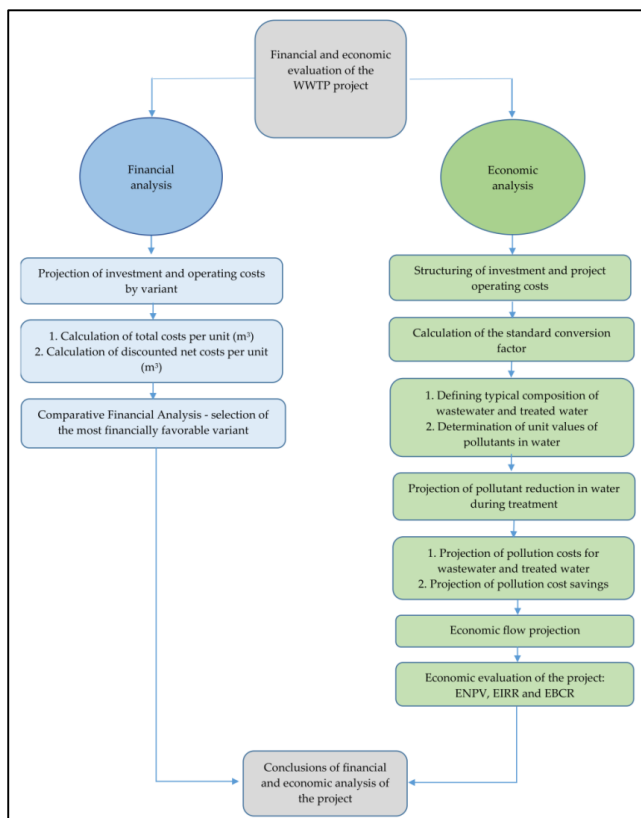 Financial and economic
evaluation of the
WWTP project
Financial
analysis
Projection of investment and operating costs
by variant
1. Calculation of total costs per unit (m³)
2. Calculation of discounted net costs per unit
(m³)
Comparative Financial Analysis - selection of
the most financially favorable variant
Economic
analysis
Structuring of investment and project
operating costs
Calculation of the standard conversion
factor
1. Defining typical composition of
wastewater and treated water
2. Determination of unit values of
pollutants in water
Projection of pollutant reduction in water
during treatment
1. Projection of pollution costs for
wastewater and treated water
2. Projection of pollution cost savings
Economic flow projection
Economic evaluation of the project:
ENPV, EIRR and EBCR
Conclusions of financial
and economic analysis of
the project